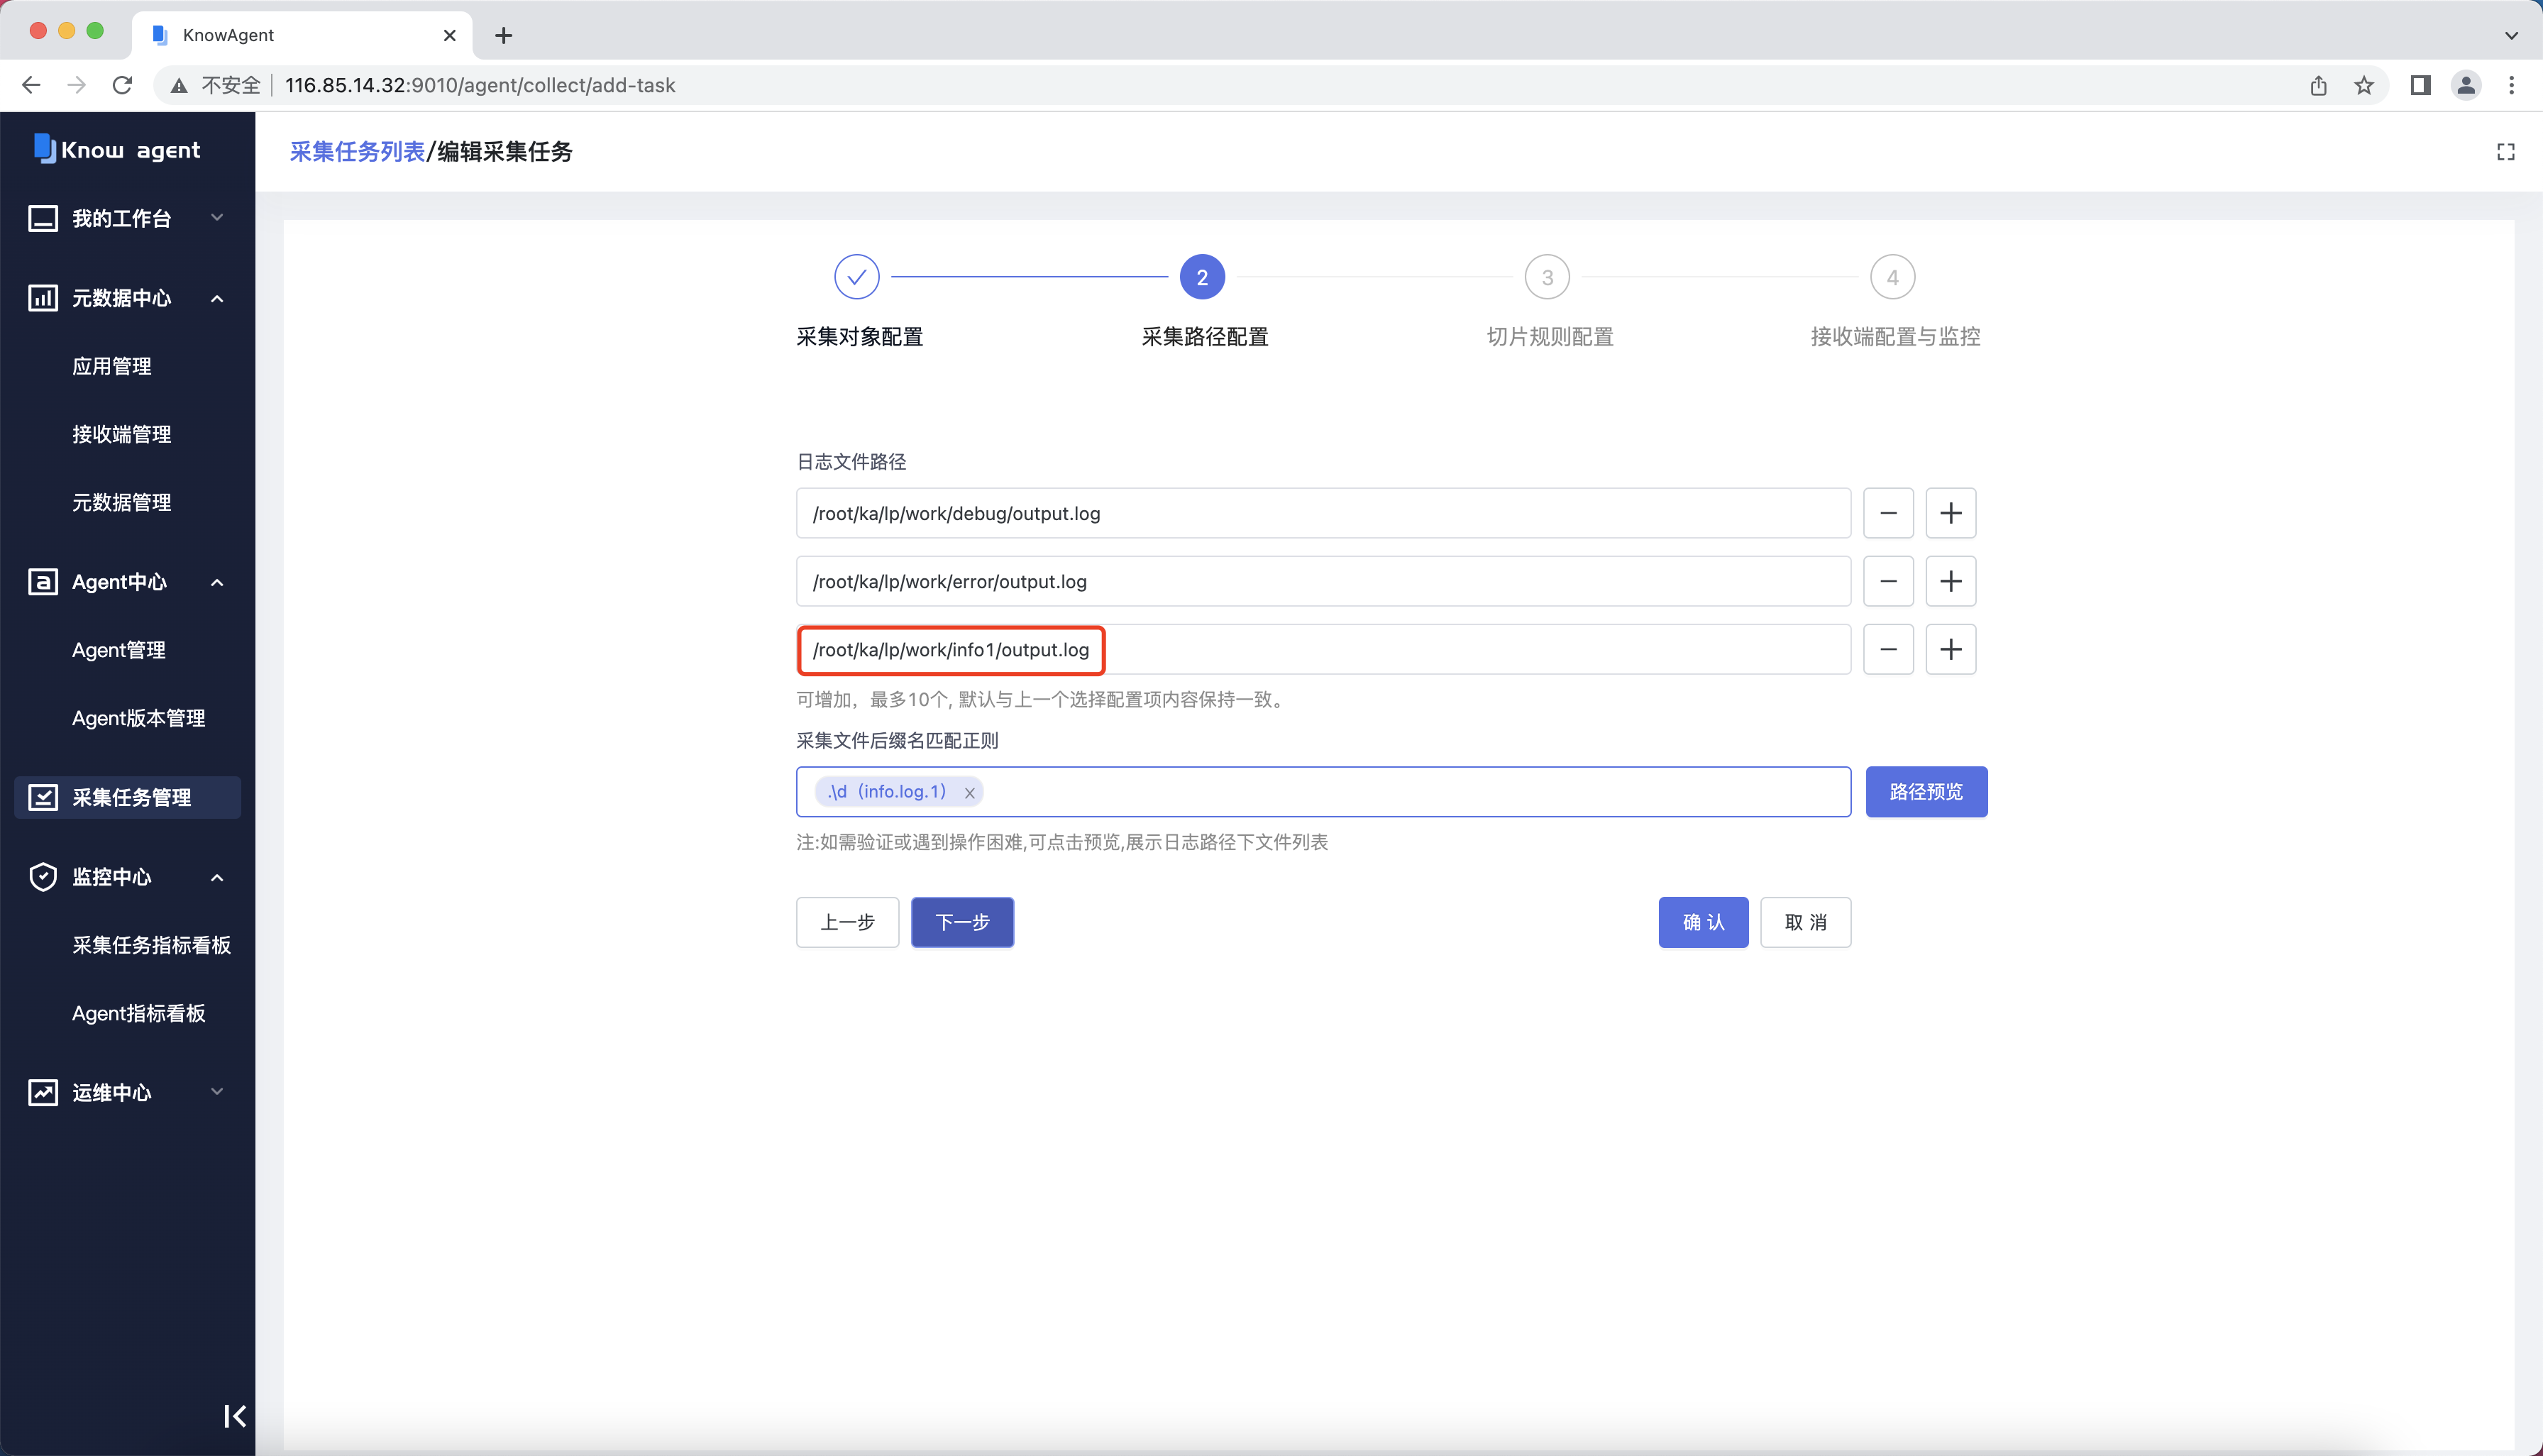 KnowAgent
不安全 116.85.14.32:9010/agent/collect/add-task
Know agent
采集任务列表/编辑采集任务
我的工作台
元数据中心
应用管理
接收端管理
元数据管理
Agent中心
Agent管理
Agent版本管理
采集任务管理
监控中心
采集任务指标看板
Agent指标看板
运维中心
2
3
4
采集对象配置
采集路径配置
切片规则配置
接收端配置与监控
日志文件路径
/root/ka/lp/work/debug/output.log
/root/ka/lp/work/error/output.log
/root/ka/lp/work/info1/output.log
可增加，最多10个, 默认与上一个选择配置项内容保持一致。
采集文件后缀名匹配正则
.\d（info.log.1）
路径预览
注:如需验证或遇到操作困难,可点击预览,展示日志路径下文件列表
上一步
下一步
确 认
取 消